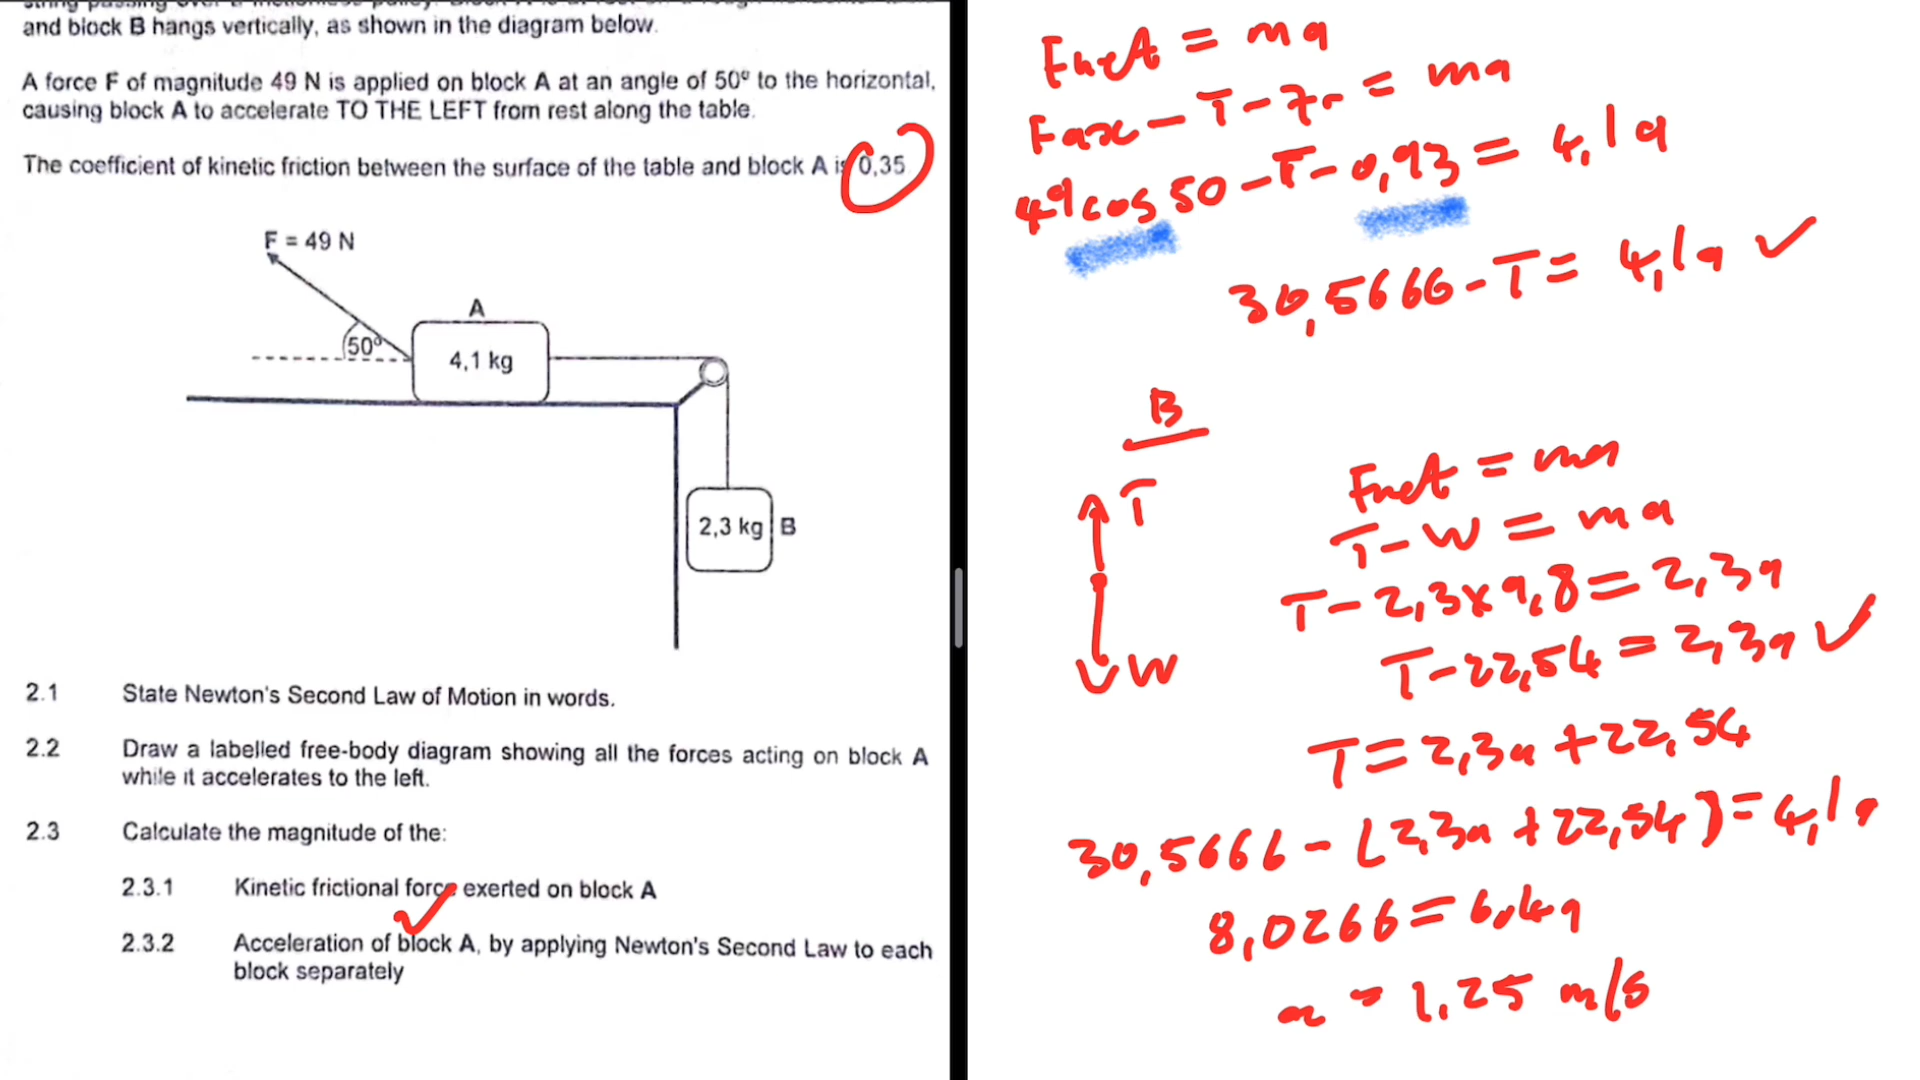 and block B hangs vertically, as shown in the diagram below.
A force F of magnitude 49 N is applied on block A at an angle of 50º to the horizontal,
causing block A to accelerate TO THE LEFT from rest along the table.
The coefficient of kinetic friction between the surface of the table and block A is 0,35
F = 49 N
A
50º
4,1 kg
2,3 kg B
2.1 State Newton's Second Law of Motion in words.
2.2 Draw a labelled free-body diagram showing all the forces acting on block A
while it accelerates to the left.
2.3 Calculate the magnitude of the:
2.3.1 Kinetic frictional force exerted on block A
2.3.2 Acceleration of block A, by applying Newton's Second Law to each
block separately
Fnet = ma
Fax - T - fr = ma
49cos50 - T - 0,93 = 4,1a
30,5666 - T = 4,1a ✓
B
T
W
Fnet = ma
T - W = ma
T - 2,3x9,8 = 2,3a
T - 22,54 = 2,3a ✓
T = 2,3a + 22,54
30,5666 - (2,3a + 22,54) = 4,1a
8,0266 = 6,4a
a = 1,25 m/s